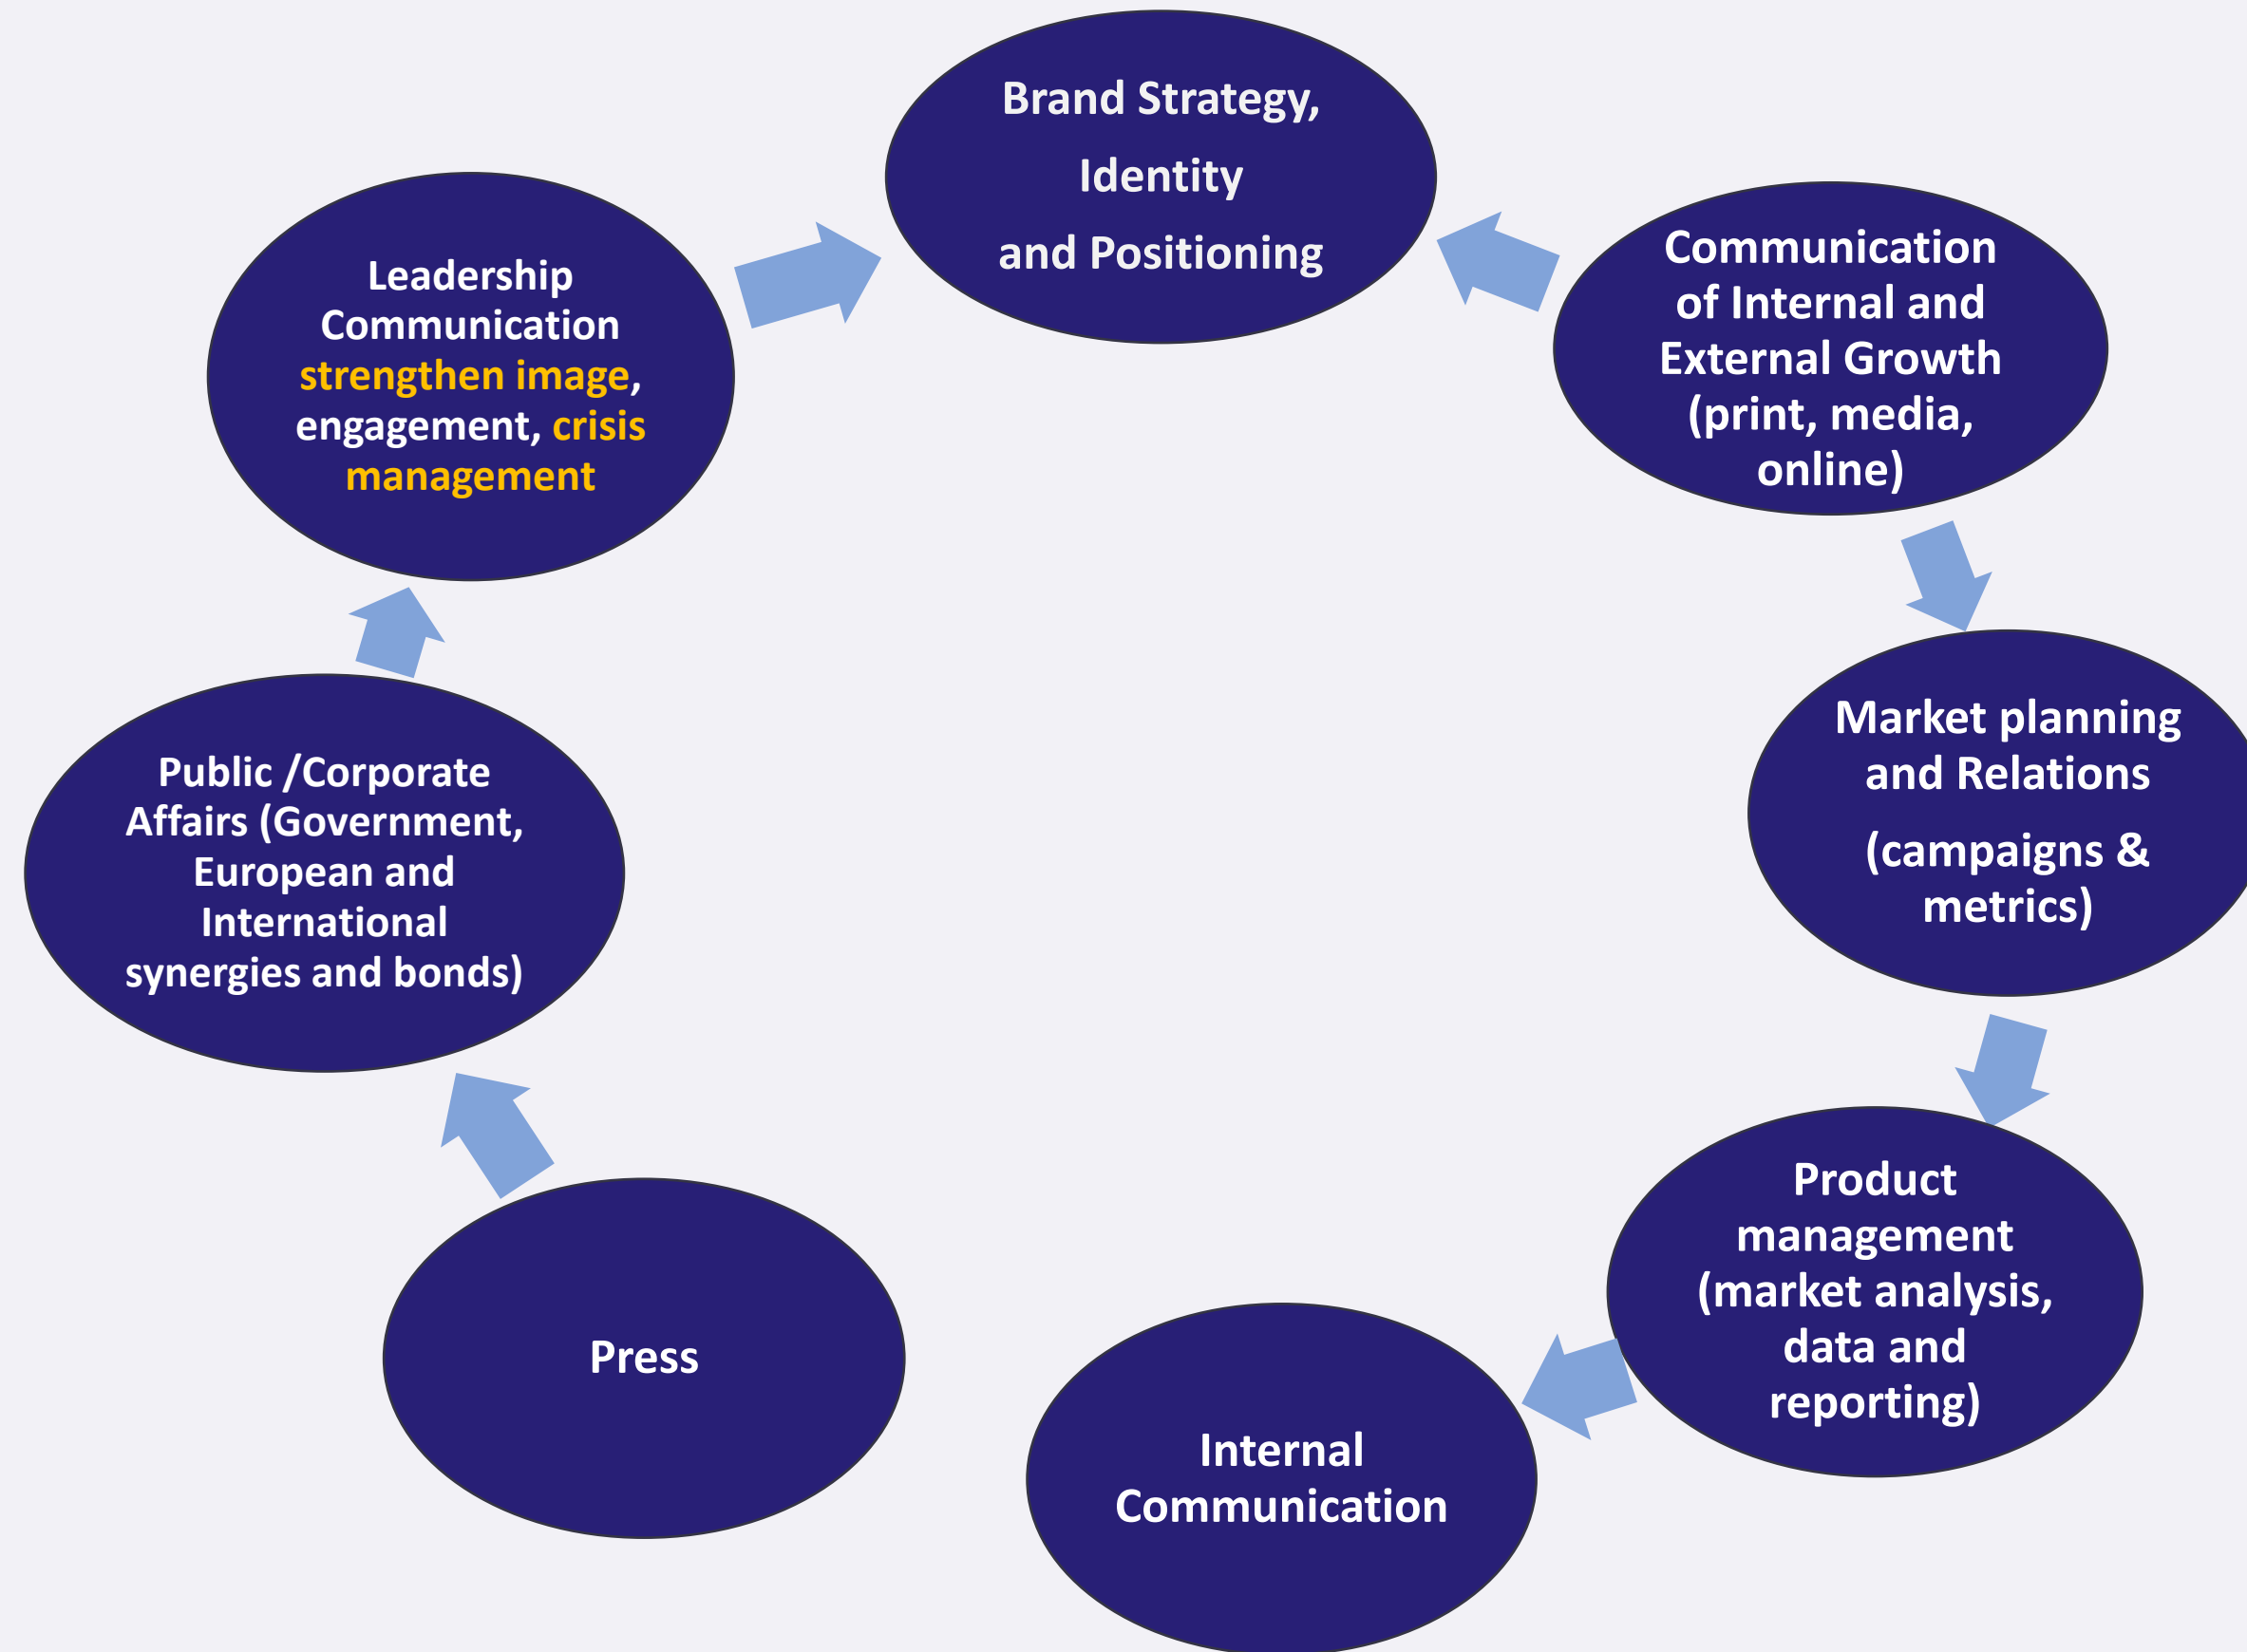 Brand Strategy,
Identity
and Positioning
Communication
of Internal and
External Growth
(print, media,
online)
Market planning
and Relations
(campaigns &
metrics)
Product
management
(market analysis,
data and
reporting)
Internal
Communication
Press
Public /Corporate
Affairs (Government,
European and
International
synergies and bonds)
Leadership
Communication
strengthen image,
engagement, crisis
management